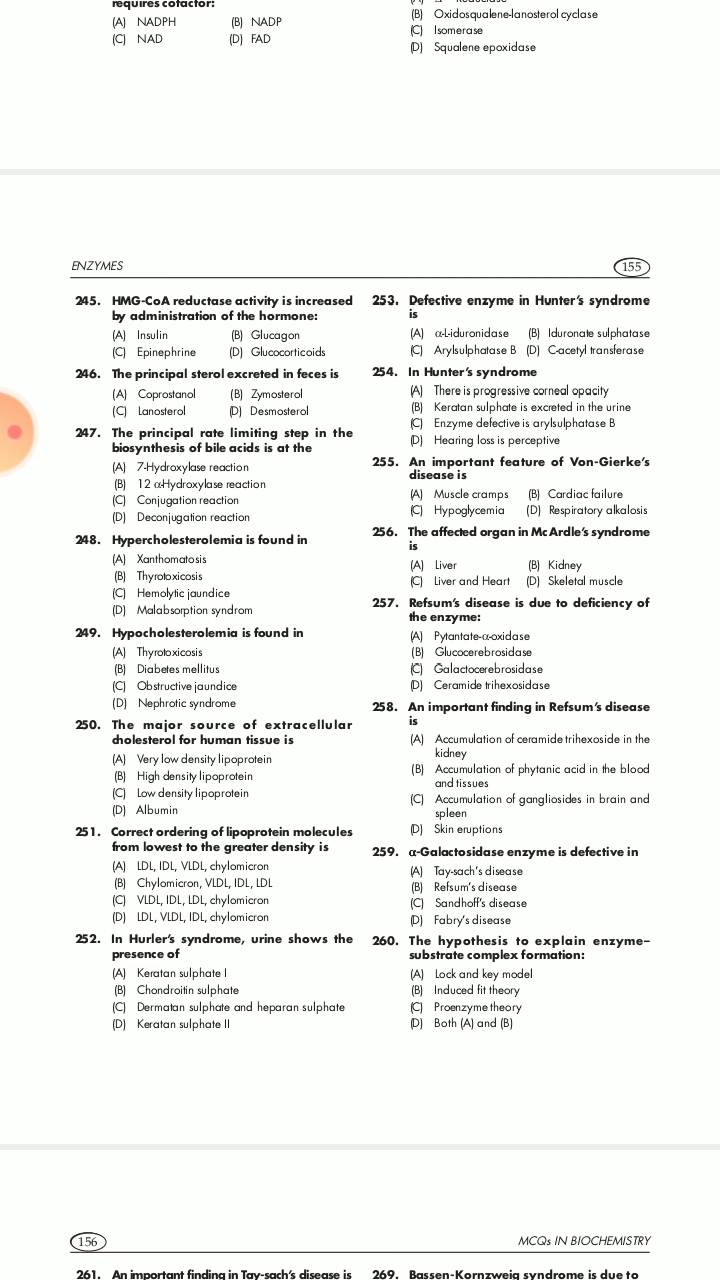 requires cofactor:
(A) NADPH (B) NADP
(C) NAD (D) FAD
(B) Oxidosqualene-lanosterol cyclase
(C) Isomerase
(D) Squalene epoxidase
ENZYMES 155
245. HMG-CoA reductase activity is increased
by administration of the hormone:
(A) Insulin (B) Glucagon
(C) Epinephrine (D) Glucocorticoids
246. The principal sterol excreted in feces is
(A) Coprostanol (B) Zymosterol
(C) Lanosterol (D) Desmosterol
247. The principal rate limiting step in the
biosynthesis of bile acids is at the
(A) 7-Hydroxylase reaction
(B) 12 α-Hydroxylase reaction
(C) Conjugation reaction
(D) Deconjugation reaction
248. Hypercholesterolemia is found in
(A) Xanthomatosis
(B) Thyrotoxicosis
(C) Hemolytic jaundice
(D) Malabsorption syndrom
249. Hypocholesterolemia is found in
(A) Thyrotoxicosis
(B) Diabetes mellitus
(C) Obstructive jaundice
(D) Nephrotic syndrome
250. The major source of extracellular
cholesterol for human tissue is
(A) Very low density lipoprotein
(B) High density lipoprotein
(C) Low density lipoprotein
(D) Albumin
251. Correct ordering of lipoprotein molecules
from lowest to the greater density is
(A) LDL, IDL, VLDL, chylomicron
(B) Chylomicron, VLDL, IDL, LDL
(C) VLDL, IDL, LDL, chylomicron
(D) LDL, VLDL, IDL, chylomicron
252. In Hurler's syndrome, urine shows the
presence of
(A) Keratan sulphate I
(B) Chondroitin sulphate
(C) Dermatan sulphate and heparan sulphate
(D) Keratan sulphate II
253. Defective enzyme in Hunter's syndrome
is
(A) α-L-iduronidase (B) Iduronate sulphatase
(C) Arylsulphatase B (D) C-acetyl transferase
254. In Hunter's syndrome
(A) There is progressive corneal opacity
(B) Keratan sulphate is excreted in the urine
(C) Enzyme defective is arylsulphatase B
(D) Hearing loss is perceptive
255. An important feature of Von-Gierke's
disease is
(A) Muscle cramps (B) Cardiac failure
(C) Hypoglycemia (D) Respiratory alkalosis
256. The affected organ in Mc Ardle's syndrome
is
(A) Liver (B) Kidney
(C) Liver and Heart (D) Skeletal muscle
257. Refsum's disease is due to deficiency of
the enzyme:
(A) Pytantate-α-oxidase
(B) Glucocerebrosidase
(C) Galactocerebrosidase
(D) Ceramide trihexosidase
258. An important finding in Refsum's disease
is
(A) Accumulation of ceramide trihexoside in the
kidney
(B) Accumulation of phytanic acid in the blood
and tissues
(C) Accumulation of gangliosides in brain and
spleen
(D) Skin eruptions
259. α-Galactosidase enzyme is defective in
(A) Tay-sach's disease
(B) Refsum's disease
(C) Sandhoff's disease
(D) Fabry's disease
260. The hypothesis to explain enzyme–
substrate complex formation:
(A) Lock and key model
(B) Induced fit theory
(C) Proenzyme theory
(D) Both (A) and (B)
156 MCQs IN BIOCHEMISTRY
261. An important finding in Tay-sach's disease is
269. Bassen-Kornzweig syndrome is due to